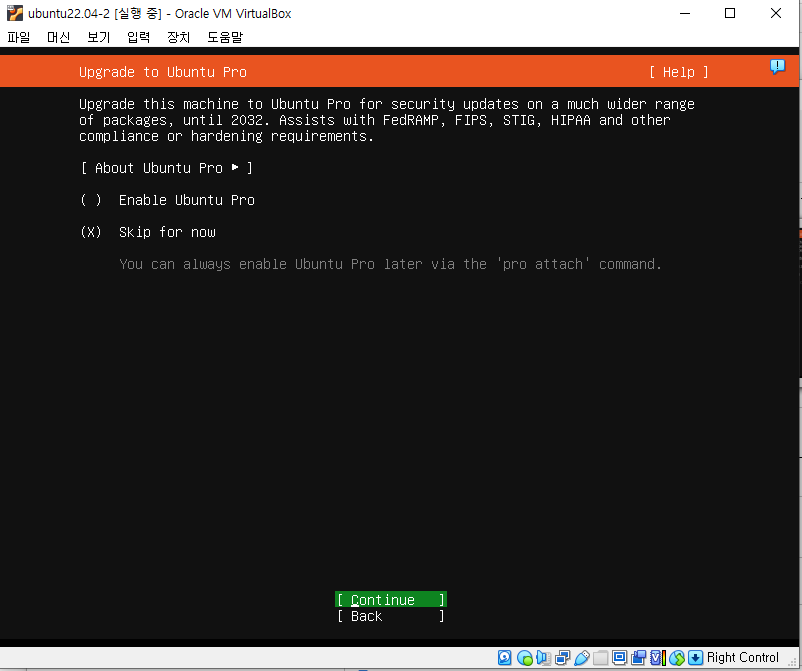 ubuntu22.04-2 [실행 중] - Oracle VM VirtualBox
파일 머신 보기 입력 장치 도움말
Upgrade to Ubuntu Pro [ Help ]
Upgrade this machine to Ubuntu Pro for security updates on a much wider range
of packages, until 2032. Assists with FedRAMP, FIPS, STIG, HIPAA and other
compliance or hardening requirements.
[ About Ubuntu Pro ▸ ]
( ) Enable Ubuntu Pro
(X) Skip for now
You can always enable Ubuntu Pro later via the 'pro attach' command.
[ Continue ]
[ Back ]
Right Control